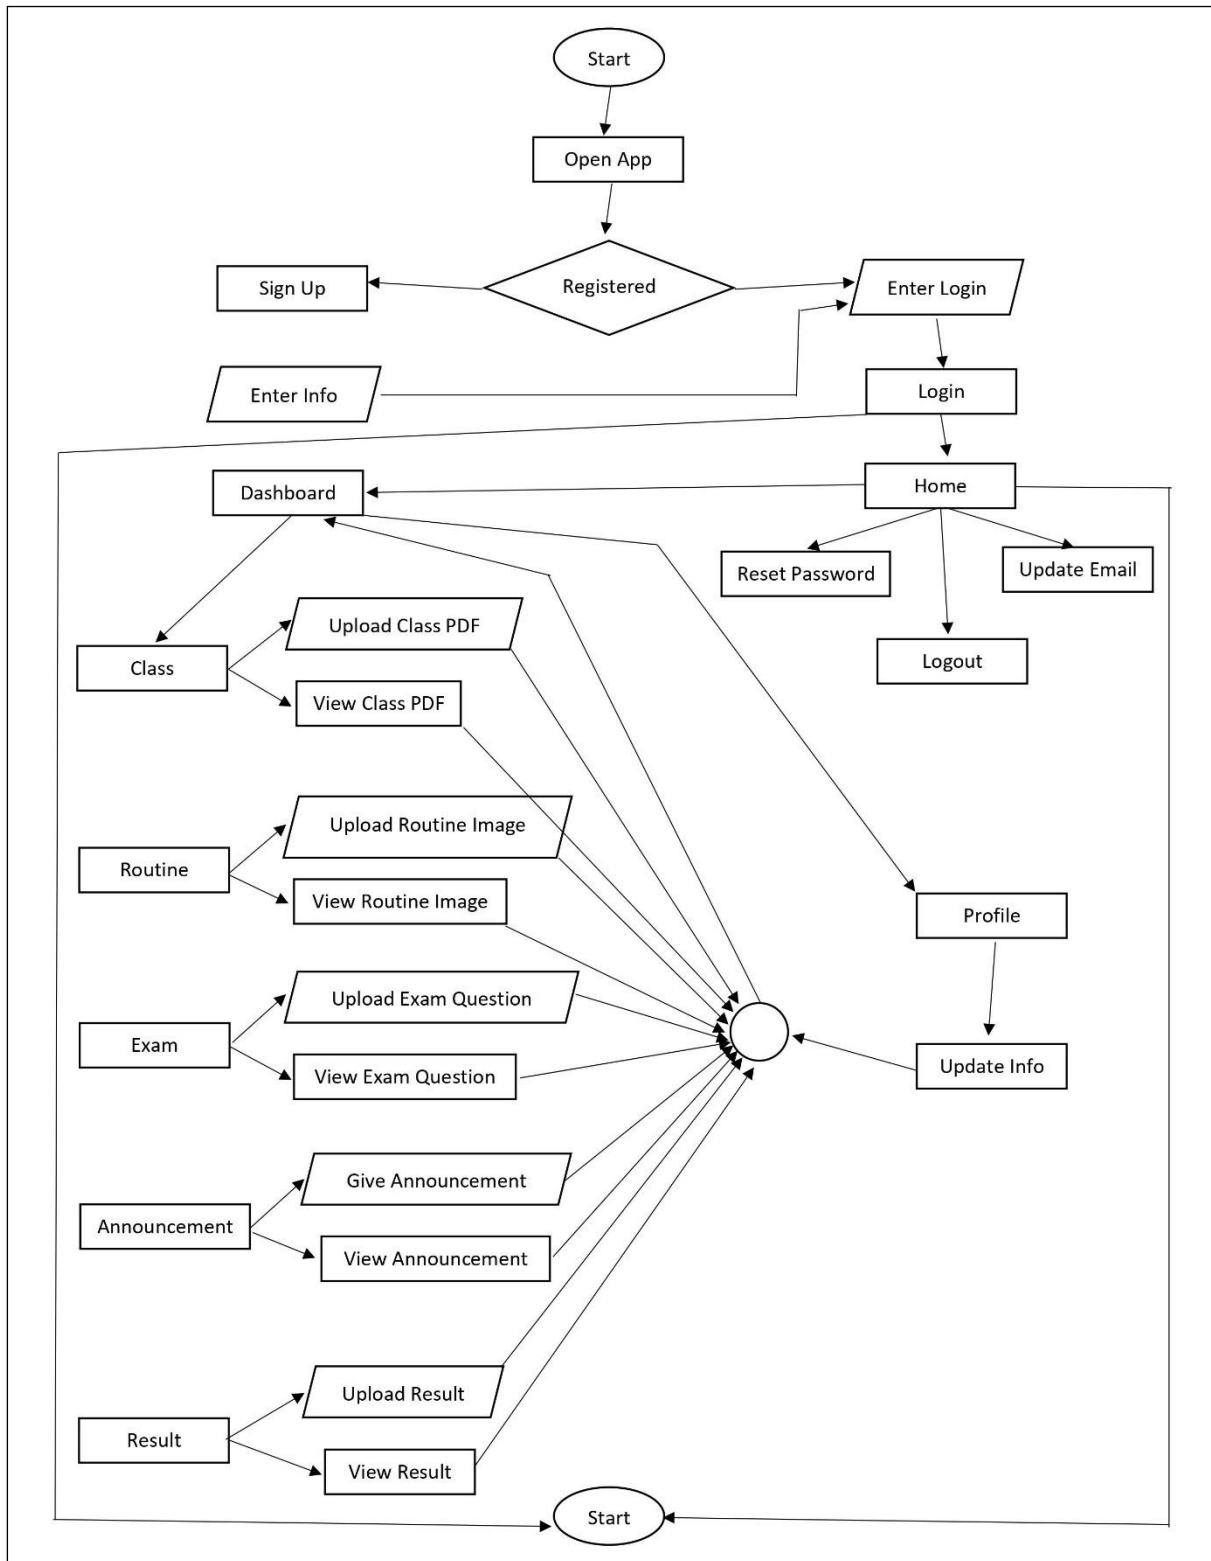 Start
Open App
Sign Up
Registered
Enter Login
Enter Info
Login
Dashboard
Home
Reset Password
Update Email
Logout
Upload Class PDF
Class
View Class PDF
Upload Routine Image
Routine
View Routine Image
Profile
Upload Exam Question
Exam
View Exam Question
Update Info
Give Announcement
Announcement
View Announcement
Upload Result
Result
View Result
Start